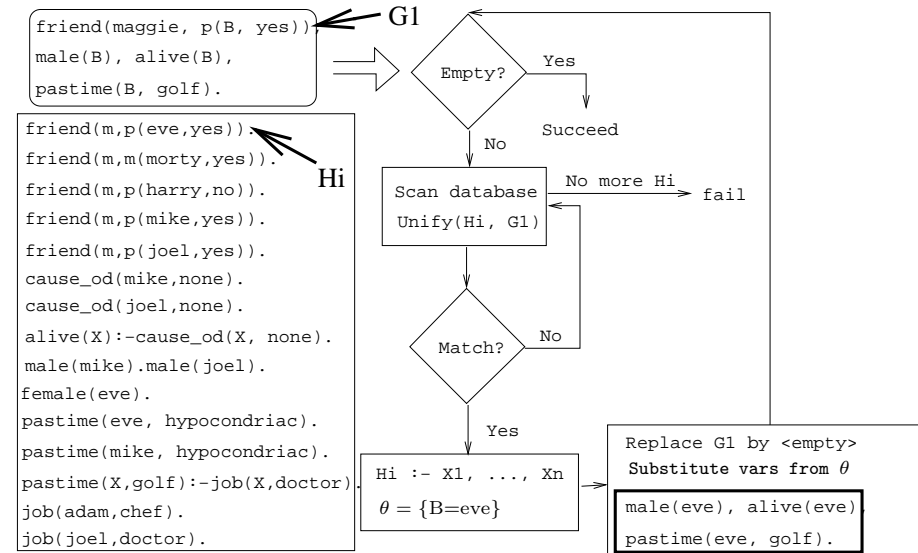 friend(maggie, p(B, yes)),
male(B), alive(B),
pastime(B, golf).
G1
friend(m,p(eve,yes)).
friend(m,m(morty,yes)).
friend(m,p(harry,no)).
friend(m,p(mike,yes)).
friend(m,p(joel,yes)).
cause_od(mike,none).
cause_od(joel,none).
alive(X):-cause_od(X, none).
male(mike).male(joel).
female(eve).
pastime(eve, hypocondriac).
pastime(mike, hypocondriac).
pastime(X,golf):-job(X,doctor).
job(adam,chef).
job(joel,doctor).
Hi
Empty?
Yes
Succeed
No
Scan database
Unify(Hi, G1)
No more Hi
fail
Match?
No
Yes
Hi :- X1, ..., Xn
θ = {B=eve}
Replace G1 by <empty>
Substitute vars from θ
male(eve), alive(eve),
pastime(eve, golf).